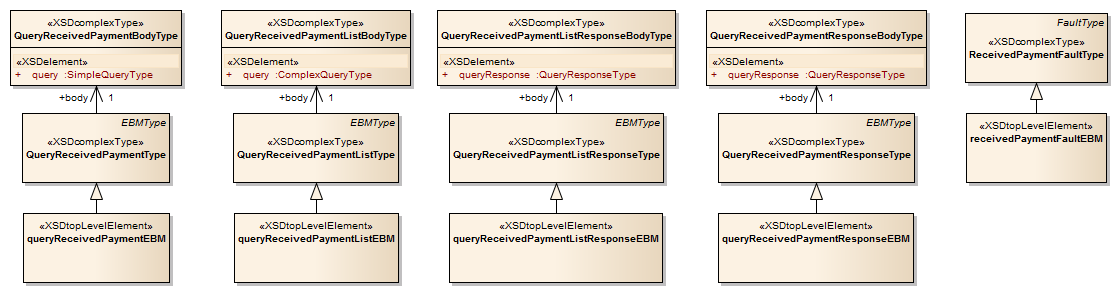 «XSDcomplexType»
QueryReceivedPaymentBodyType
«XSDelement»
+ query :SimpleQueryType
+body 1
EBMType
«XSDcomplexType»
QueryReceivedPaymentType
«XSDtopLevelElement»
queryReceivedPaymentEBM
«XSDcomplexType»
QueryReceivedPaymentListBodyType
«XSDelement»
+ query :ComplexQueryType
+body 1
EBMType
«XSDcomplexType»
QueryReceivedPaymentListType
«XSDtopLevelElement»
queryReceivedPaymentListEBM
«XSDcomplexType»
QueryReceivedPaymentListResponseBodyType
«XSDelement»
+ queryResponse :QueryResponseType
+body 1
EBMType
«XSDcomplexType»
QueryReceivedPaymentListResponseType
«XSDtopLevelElement»
queryReceivedPaymentListResponseEBM
«XSDcomplexType»
QueryReceivedPaymentResponseBodyType
«XSDelement»
+ queryResponse :QueryResponseType
+body 1
EBMType
«XSDcomplexType»
QueryReceivedPaymentResponseType
«XSDtopLevelElement»
queryReceivedPaymentResponseEBM
FaultType
«XSDcomplexType»
ReceivedPaymentFaultType
«XSDtopLevelElement»
receivedPaymentFaultEBM